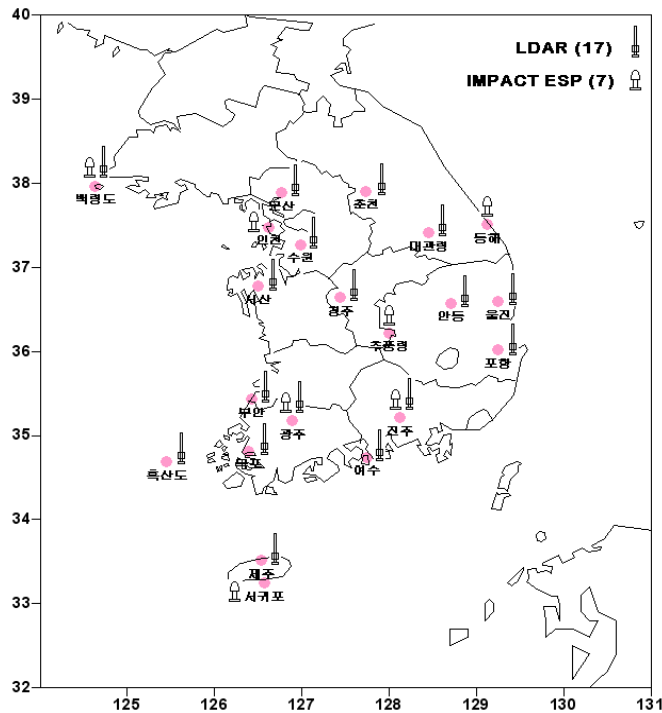 40
LDAR (17)
IMPACT ESP (7)
39
38
백령도
문산
춘천
인천
수원
대관령
동해
37
서산
청주
안동
울진
추풍령
36
포항
부안
광주
진주
35
목포
여수
흑산도
34
제주
서귀포
33
32
125
126
127
128
129
130
131